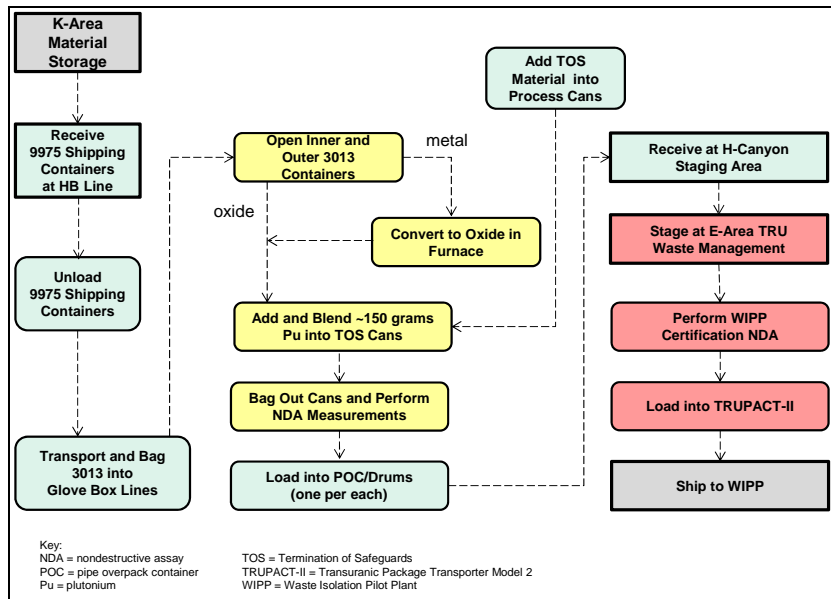 K-Area
Material
Storage
Receive
9975 Shipping
Containers
at HB Line
Unload
9975 Shipping
Containers
Transport and Bag
3013 into
Glove Box Lines
Open Inner and
Outer 3013
Containers
metal
oxide
Convert to Oxide in
Furnace
Add TOS
Material into
Process Cans
Add and Blend ~150 grams
Pu into TOS Cans
Bag Out Cans and Perform
NDA Measurements
Load into POC/Drums
(one per each)
Receive at H-Canyon
Staging Area
Stage at E-Area TRU
Waste Management
Perform WIPP
Certification NDA
Load into TRUPACT-II
Ship to WIPP
Key:
NDA = nondestructive assay
POC = pipe overpack container
Pu = plutonium
TOS = Termination of Safeguards
TRUPACT-II = Transuranic Package Transporter Model 2
WIPP = Waste Isolation Pilot Plant